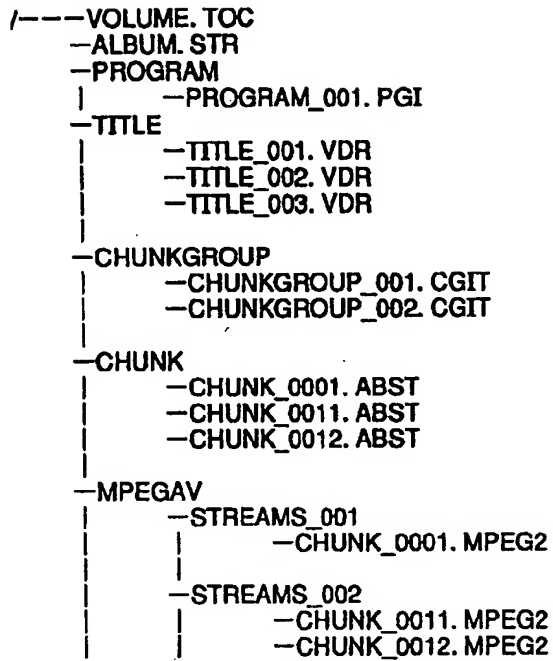 /---VOLUME. TOC
-ALBUM. STR
-PROGRAM
-PROGRAM_001. PGI
-TITLE
-TITLE_001. VDR
-TITLE_002. VDR
-TITLE_003. VDR
-CHUNKGROUP
-CHUNKGROUP_001. CGIT
-CHUNKGROUP_002. CGIT
-CHUNK
-CHUNK_0001. ABST
-CHUNK_0011. ABST
-CHUNK_0012. ABST
-MPEGAV
-STREAMS_001
-CHUNK_0001. MPEG2
-STREAMS_002
-CHUNK_0011. MPEG2
-CHUNK_0012. MPEG2